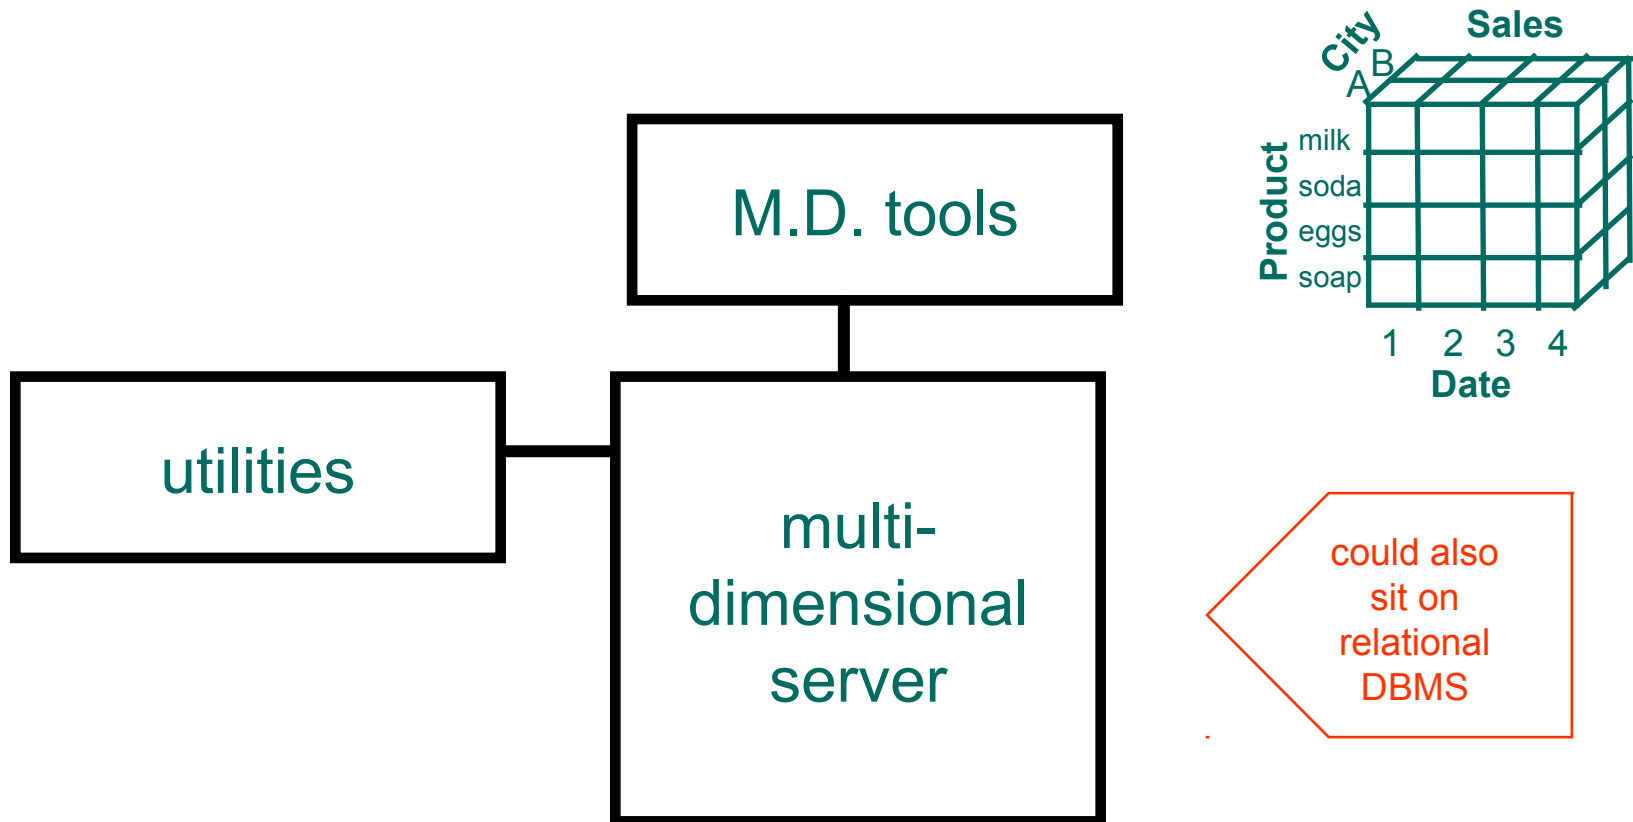 M.D. tools
utilities
multi-
dimensional
server
Sales
City
B
A
Product
milk
soda
eggs
soap
1 2 3 4
Date
could also
sit on
relational
DBMS